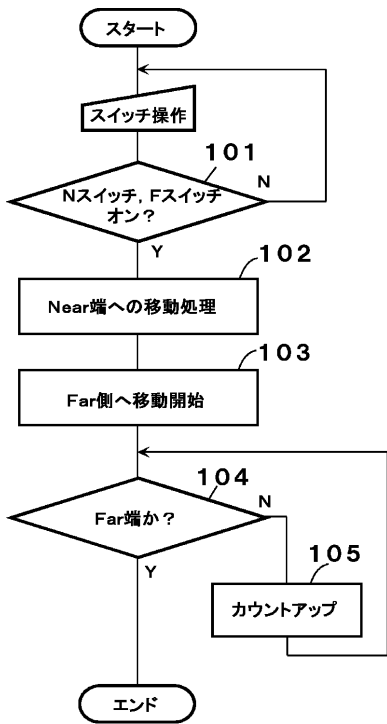 スタート
スイッチ操作
101
Nスイッチ, Fスイッチ
オン？
N
Y
102
Near端への移動処理
103
Far側へ移動開始
104
Far端か？
N
Y
105
カウントアップ
エンド